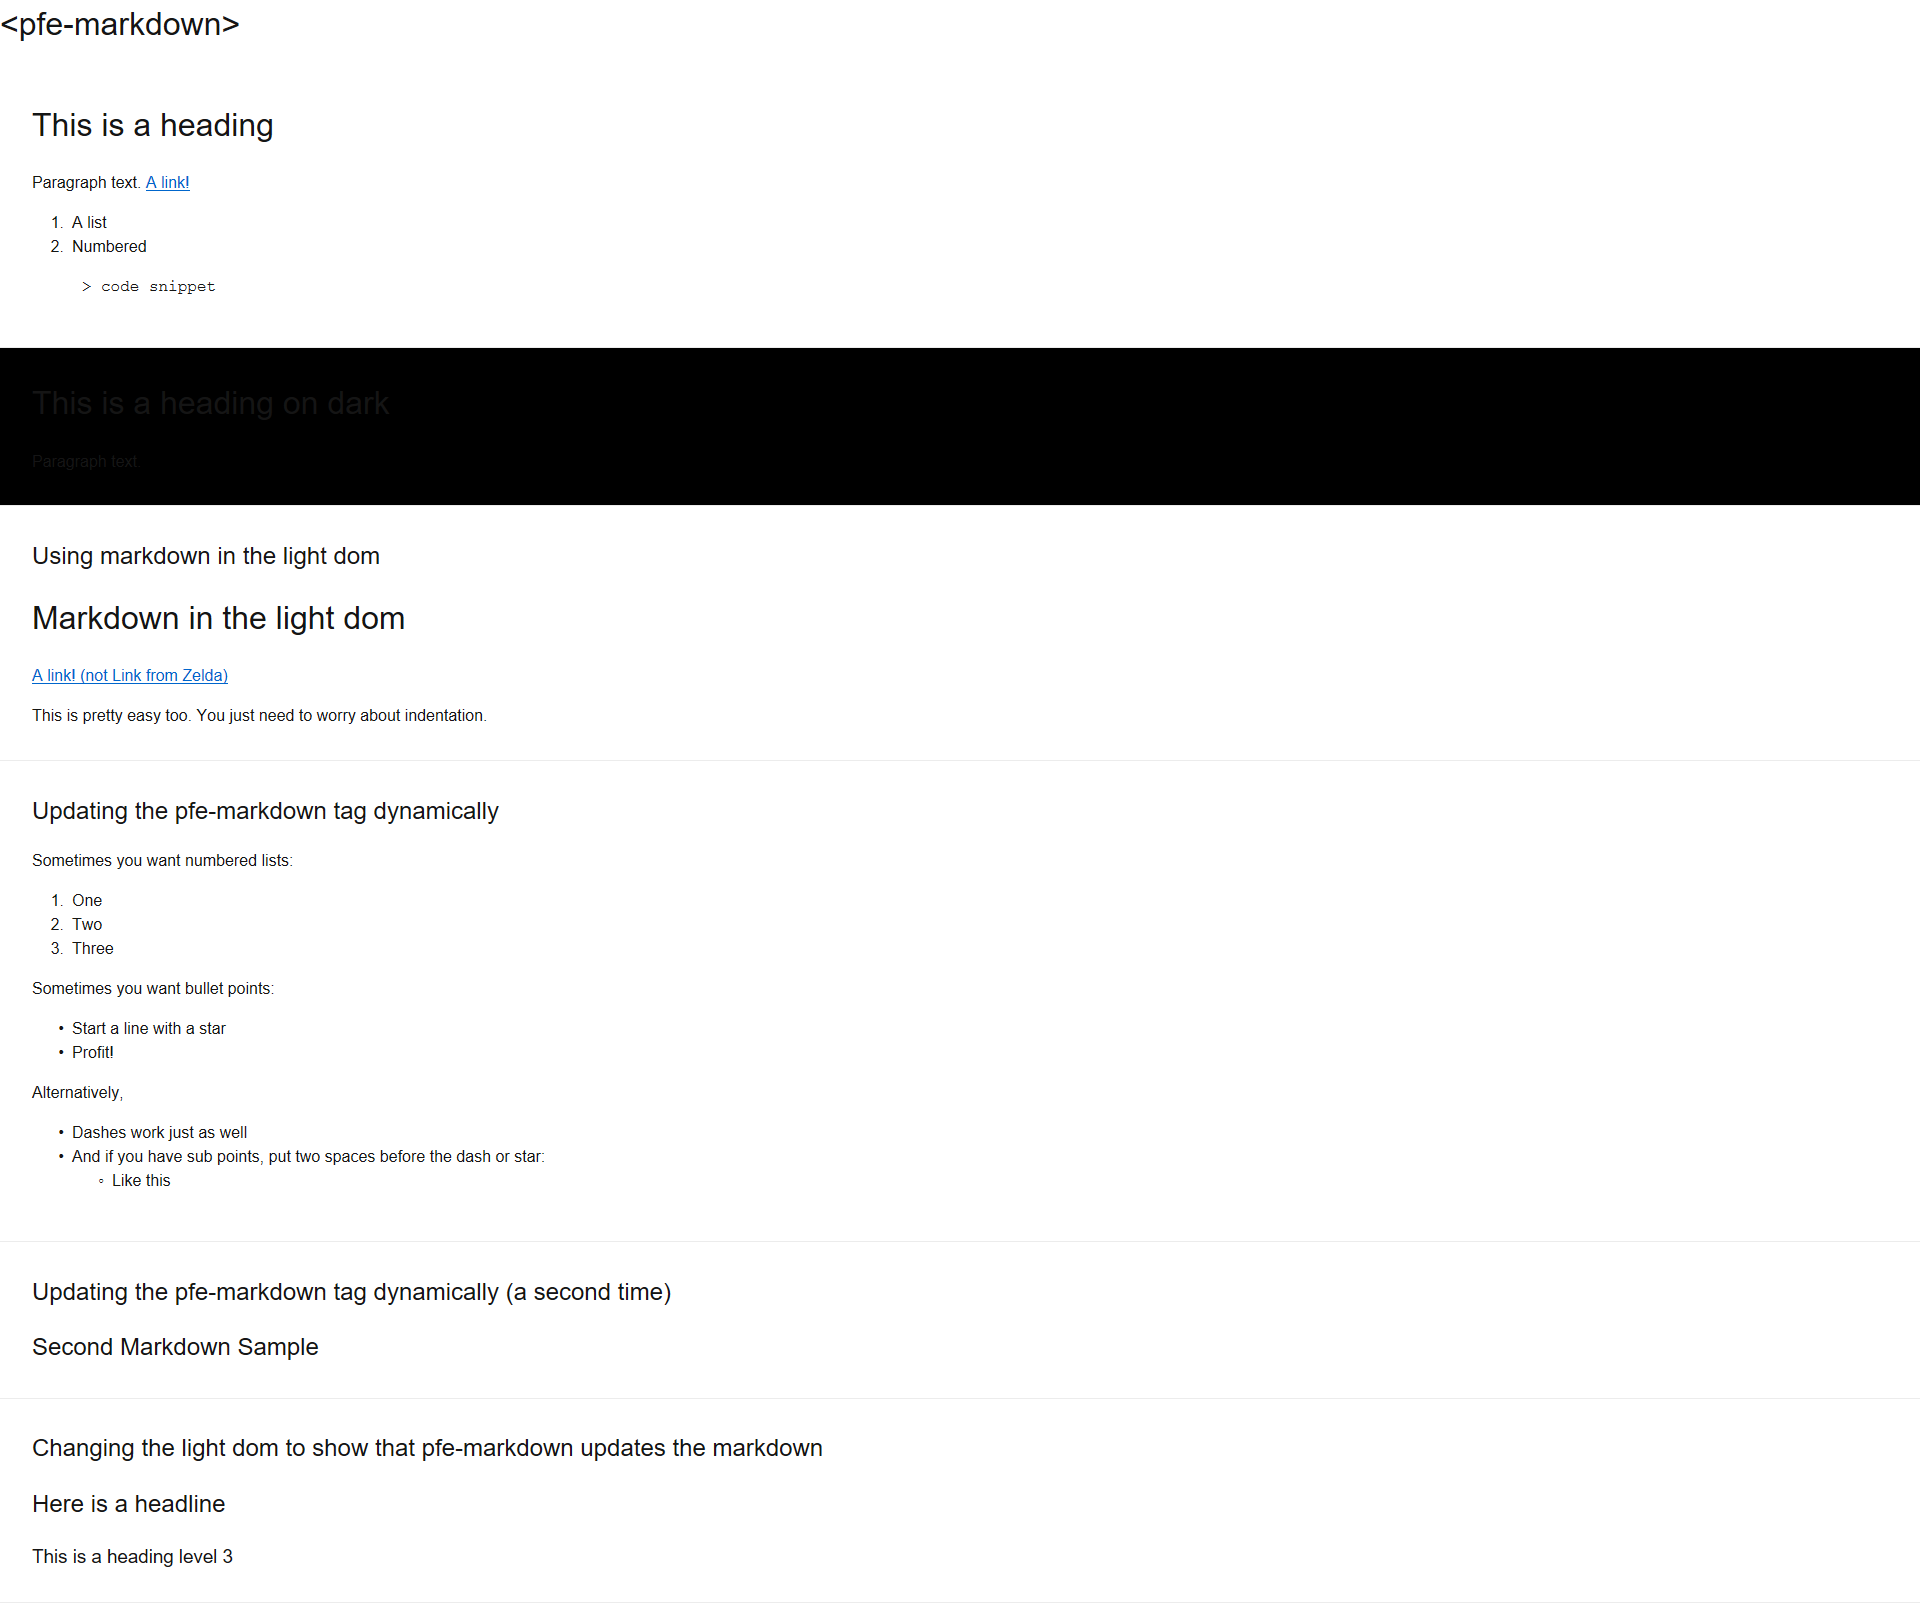 <pfe-markdown>
This is a heading
Paragraph text. A link!
1. A list
2. Numbered
> code snippet
This is a heading on dark
Paragraph text.
Using markdown in the light dom
Markdown in the light dom
A link! (not Link from Zelda)
This is pretty easy too. You just need to worry about indentation.
Updating the pfe-markdown tag dynamically
Sometimes you want numbered lists:
1. One
2. Two
3. Three
Sometimes you want bullet points:
• Start a line with a star
• Profit!
Alternatively,
• Dashes work just as well
• And if you have sub points, put two spaces before the dash or star:
◦ Like this
Updating the pfe-markdown tag dynamically (a second time)
Second Markdown Sample
Changing the light dom to show that pfe-markdown updates the markdown
Here is a headline
This is a heading level 3